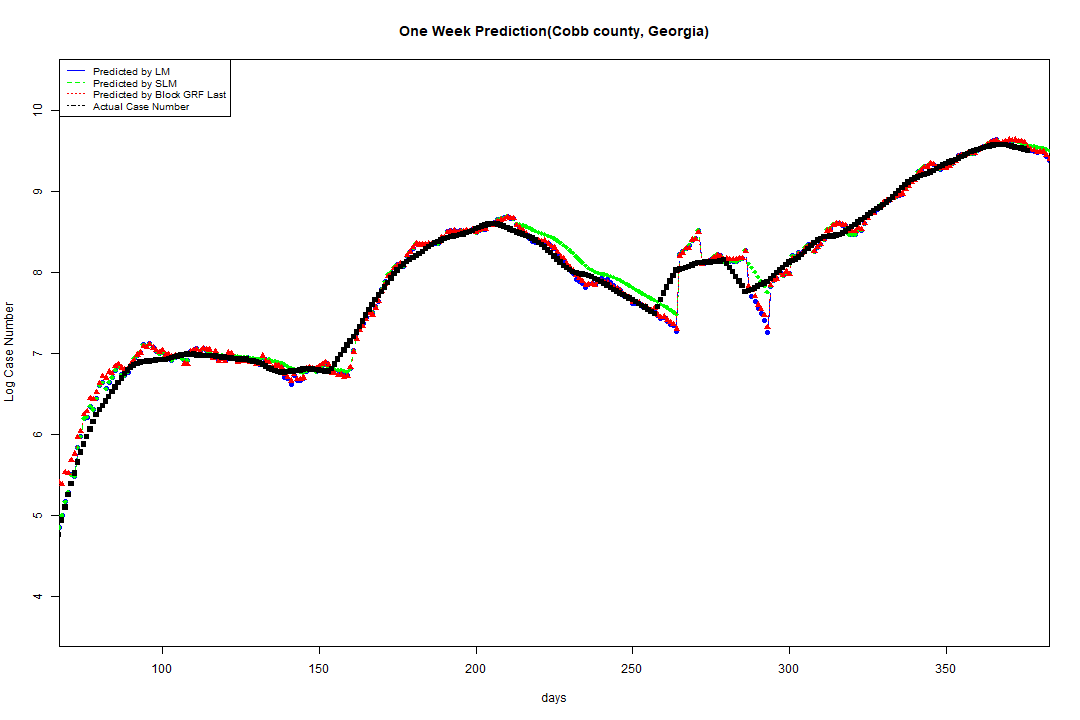 One Week Prediction(Cobb county, Georgia)
Predicted by LM
Predicted by SLM
Predicted by Block GRF Last
Actual Case Number
10
9
8
7
6
5
4
Log Case Number
100 150 200 250 300 350
days